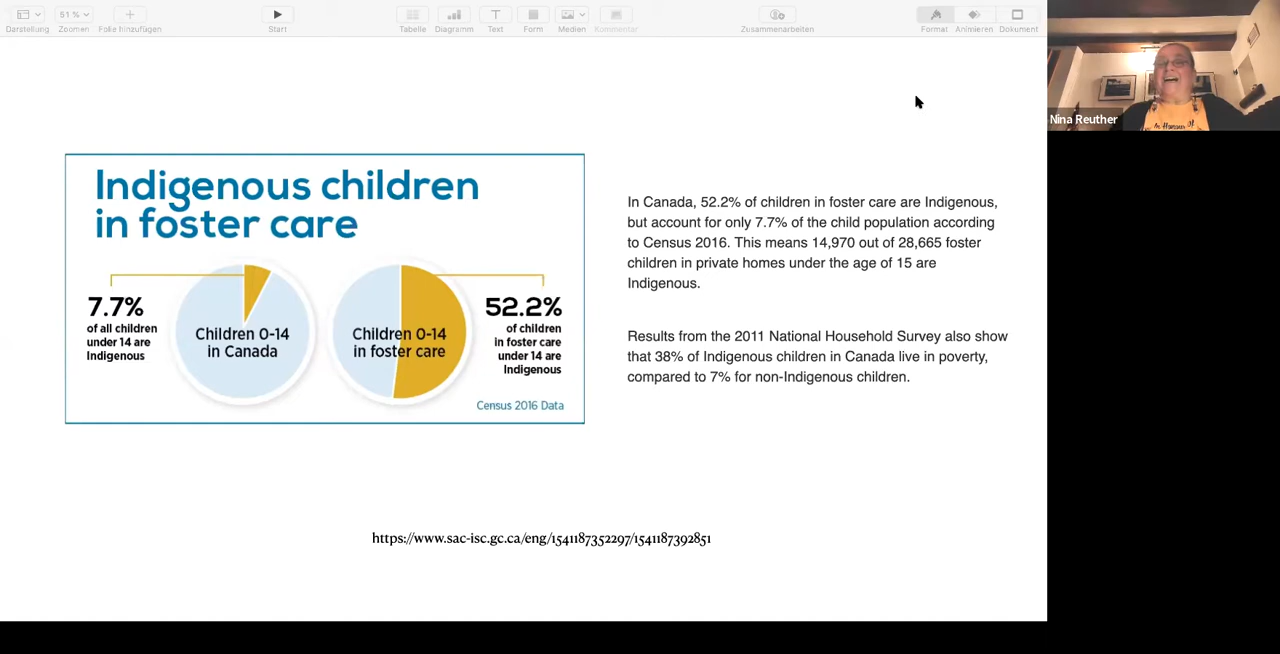 Darstellung
51 %
Zoomen
Folie hinzufügen
Start
Tabelle
Diagramm
Text
Form
Medien
Kommentar
Zusammenarbeiten
Format
Animieren
Dokument
Nina Reuther
In Honour of
Indigenous children
in foster care
7.7%
of all children
under 14 are
Indigenous
Children 0-14
in Canada
Children 0-14
in foster care
52.2%
of children
in foster care
under 14 are
Indigenous
Census 2016 Data
In Canada, 52.2% of children in foster care are Indigenous,
but account for only 7.7% of the child population according
to Census 2016. This means 14,970 out of 28,665 foster
children in private homes under the age of 15 are
Indigenous.
Results from the 2011 National Household Survey also show
that 38% of Indigenous children in Canada live in poverty,
compared to 7% for non-Indigenous children.
https://www.sac-isc.gc.ca/eng/1541187352297/1541187392851